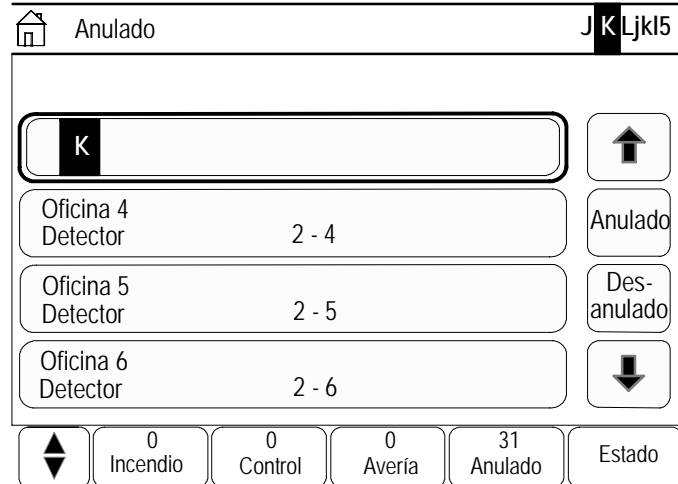 Anulado
J K Ljkl5
K
Oficina 4
Detector 2 - 4
Anulado
Oficina 5
Detector 2 - 5
Des-
anulado
Oficina 6
Detector 2 - 6
0
Incendio
0
Control
0
Avería
31
Anulado
Estado